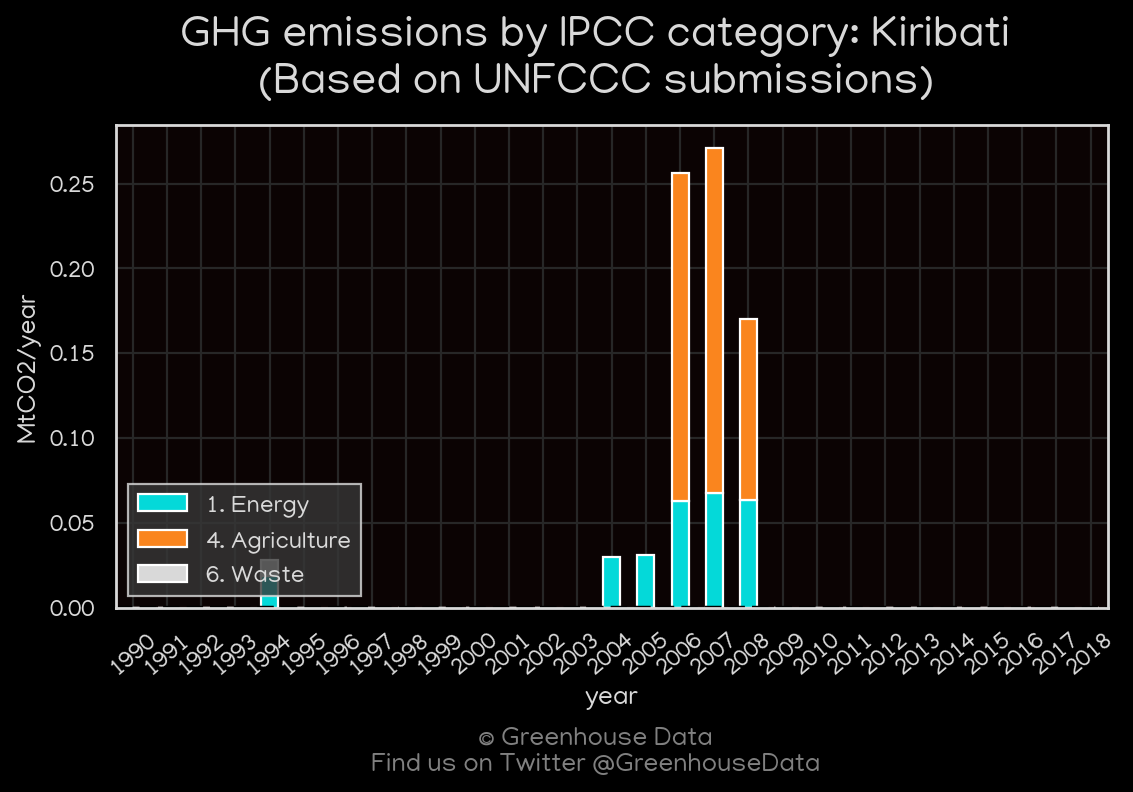 GHG emissions by IPCC category: Kiribati
(Based on UNFCCC submissions)
MtCO2/year
0.25
0.20
0.15
0.10
0.05
0.00
1. Energy
4. Agriculture
6. Waste
1990 1991 1992 1993 1994 1995 1996 1997 1998 1999 2000 2001 2002 2003 2004 2005 2006 2007 2008 2009 2010 2011 2012 2013 2014 2015 2016 2017 2018
year
© Greenhouse Data
Find us on Twitter @GreenhouseData